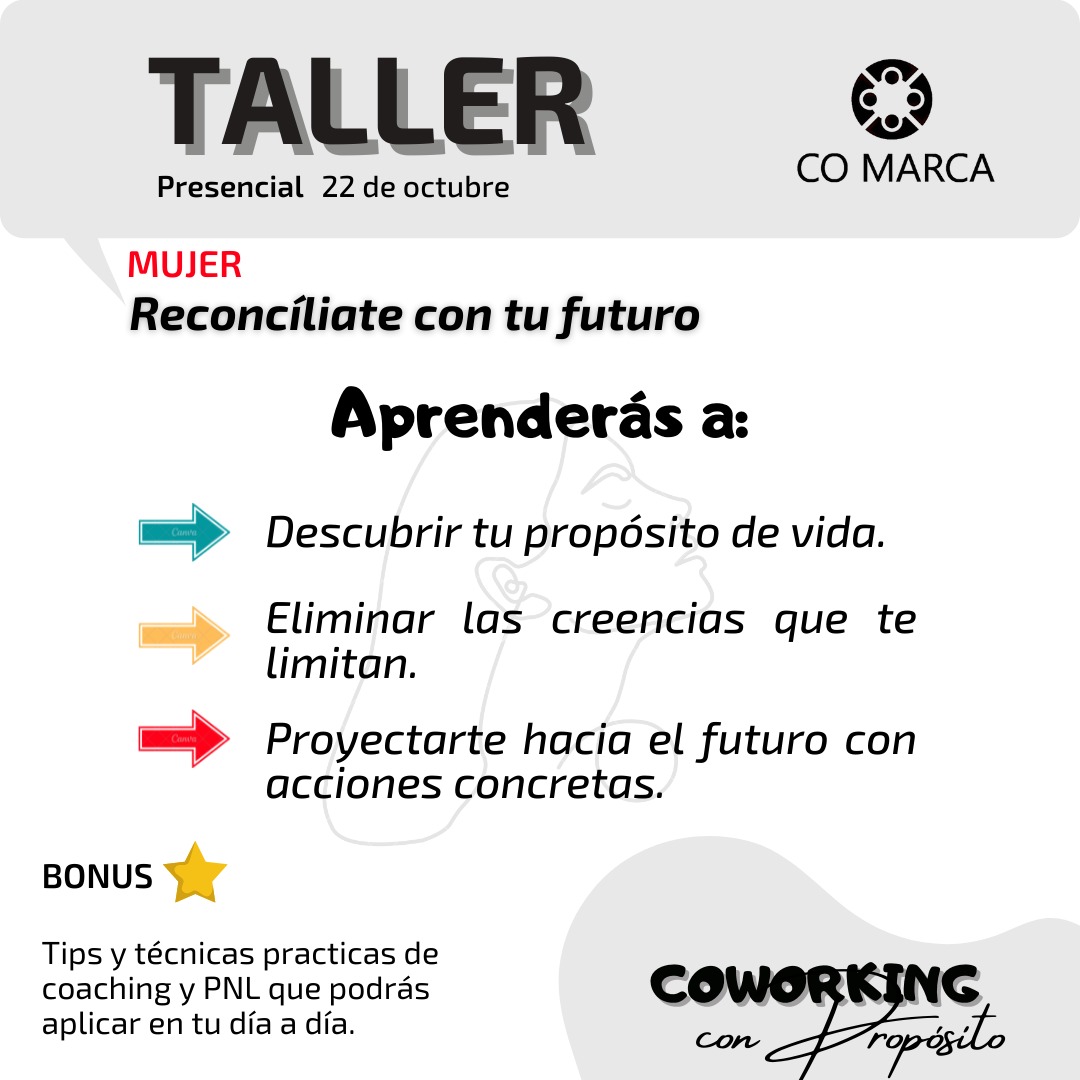 TALLER
Presencial 22 de octubre
CO MARCA
MUJER
Reconcíliate con tu futuro
Aprenderás a:
Canva
Descubrir tu propósito de vida.
Canva
Eliminar las creencias que te
limitan.
Canva
Proyectarte hacia el futuro con
acciones concretas.
BONUS
Tips y técnicas practicas de
coaching y PNL que podrás
aplicar en tu día a día.
COWORKING
con Propósito